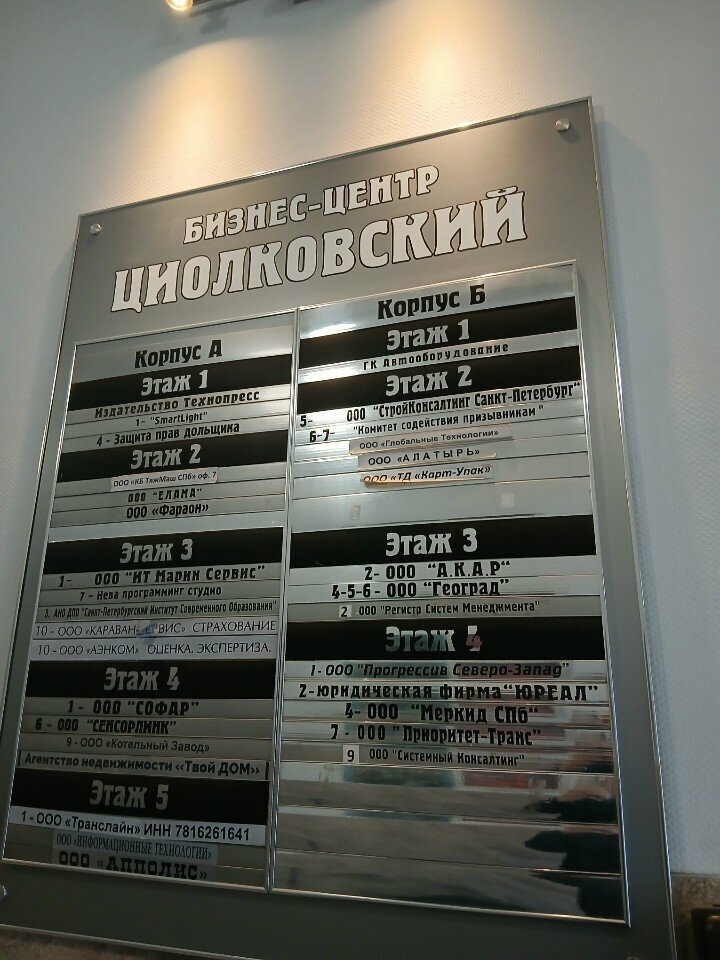 БИЗНЕС-ЦЕНТР
ЦИОЛКОВСКИЙ
Корпус А
Этаж 1
Издательство Технопресс
1- "SmartLight"
4 - Защита прав дольщика
Этаж 2
ООО «КБ ТяжМаш СПб» оф. 7
ООО "ЕЛАМА"
ООО «Фараон»
Этаж 3
1- ООО "ИТ Марин Сервис"
7 - Нева программинг студио
5. АНО ДПО "Санкт-Петербургский Институт Современного Образования"
10 - ООО «КАРАВАН- ЕРВИС» СТРАХОВАНИЕ
10 - ООО «АЭНКОМ» ОЦЕНКА. ЭКСПЕРТИЗА.
Этаж 4
1 - ООО "СОФАР"
6 - ООО "СЕНСОРЛИНК"
9 - ООО «Котельный Завод»
Агентство недвижимости «Твой ДОМ»
Этаж 5
1 - ООО «Транслайн» ИНН 7816261641
ООО «ИНФОРМАЦИОННЫЕ ТЕХНОЛОГИИ»
ООО «АППОЛИС»
Корпус Б
Этаж 1
ГК Автооборудование
Этаж 2
5- ООО "СтройКонсалтинг Санкт-Петербург"
6-7- "Комитет содействия призывникам"
ООО «Глобальные Технологии»
ООО «АЛАТЫРЬ»
ООО «ТД «Карт-Упак»
Этаж 3
2- ООО "А.К.А.Р"
4-5-6 - ООО "Географ"
2 ООО "Регистр Систем Менеджмента"
Этаж 4
1- ООО "Прогрессив Северо-Запад"
2-юридическая фирма "ЮРЕАЛ"
4- ООО "Меркид СПб"
7 - ООО "Приоритет-Транс"
9 ООО "Системный Консалтинг"